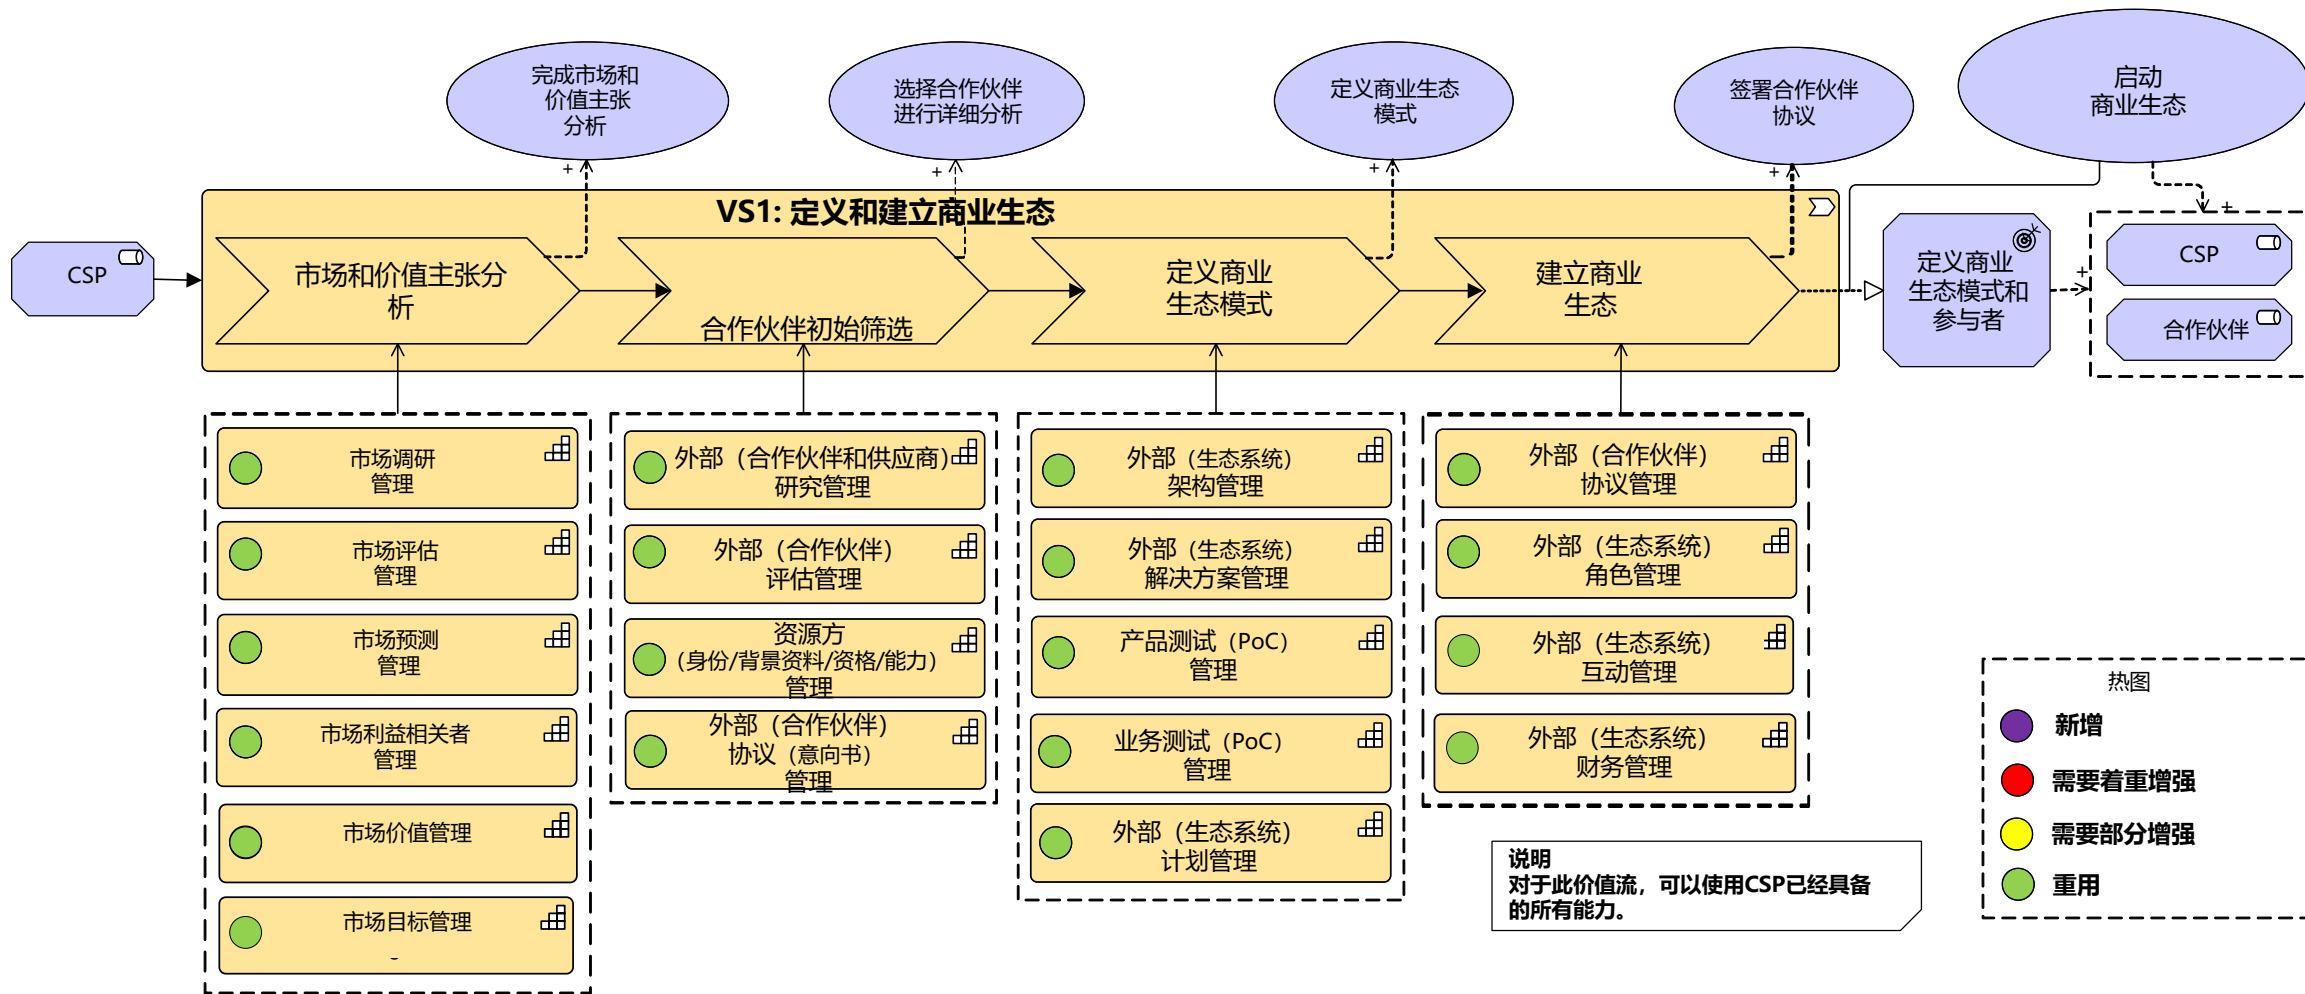 完成市场和
价值主张
分析
选择合作伙伴
进行详细分析
定义商业生态
模式
签署合作伙伴
协议
启动
商业生态
+
+
+
+
+
VS1: 定义和建立商业生态
CSP
市场和价值主张分
析
合作伙伴初始筛选
定义商业
生态模式
建立商业
生态
定义商业
生态模式和
参与者
+
CSP
合作伙伴
市场调研
管理
市场评估
管理
市场预测
管理
市场利益相关者
管理
市场价值管理
市场目标管理
外部（合作伙伴和供应商）
研究管理
外部（合作伙伴）
评估管理
资源方
（身份/背景资料/资格/能力）
管理
外部（合作伙伴）
协议（意向书）
管理
外部（生态系统）
架构管理
外部（生态系统）
解决方案管理
产品测试（PoC）
管理
业务测试（PoC）
管理
外部（生态系统）
计划管理
外部（合作伙伴）
协议管理
外部（生态系统）
角色管理
外部（生态系统）
互动管理
外部（生态系统）
财务管理
说明
对于此价值流，可以使用CSP已经具备
的所有能力。
热图
新增
需要着重增强
需要部分增强
重用